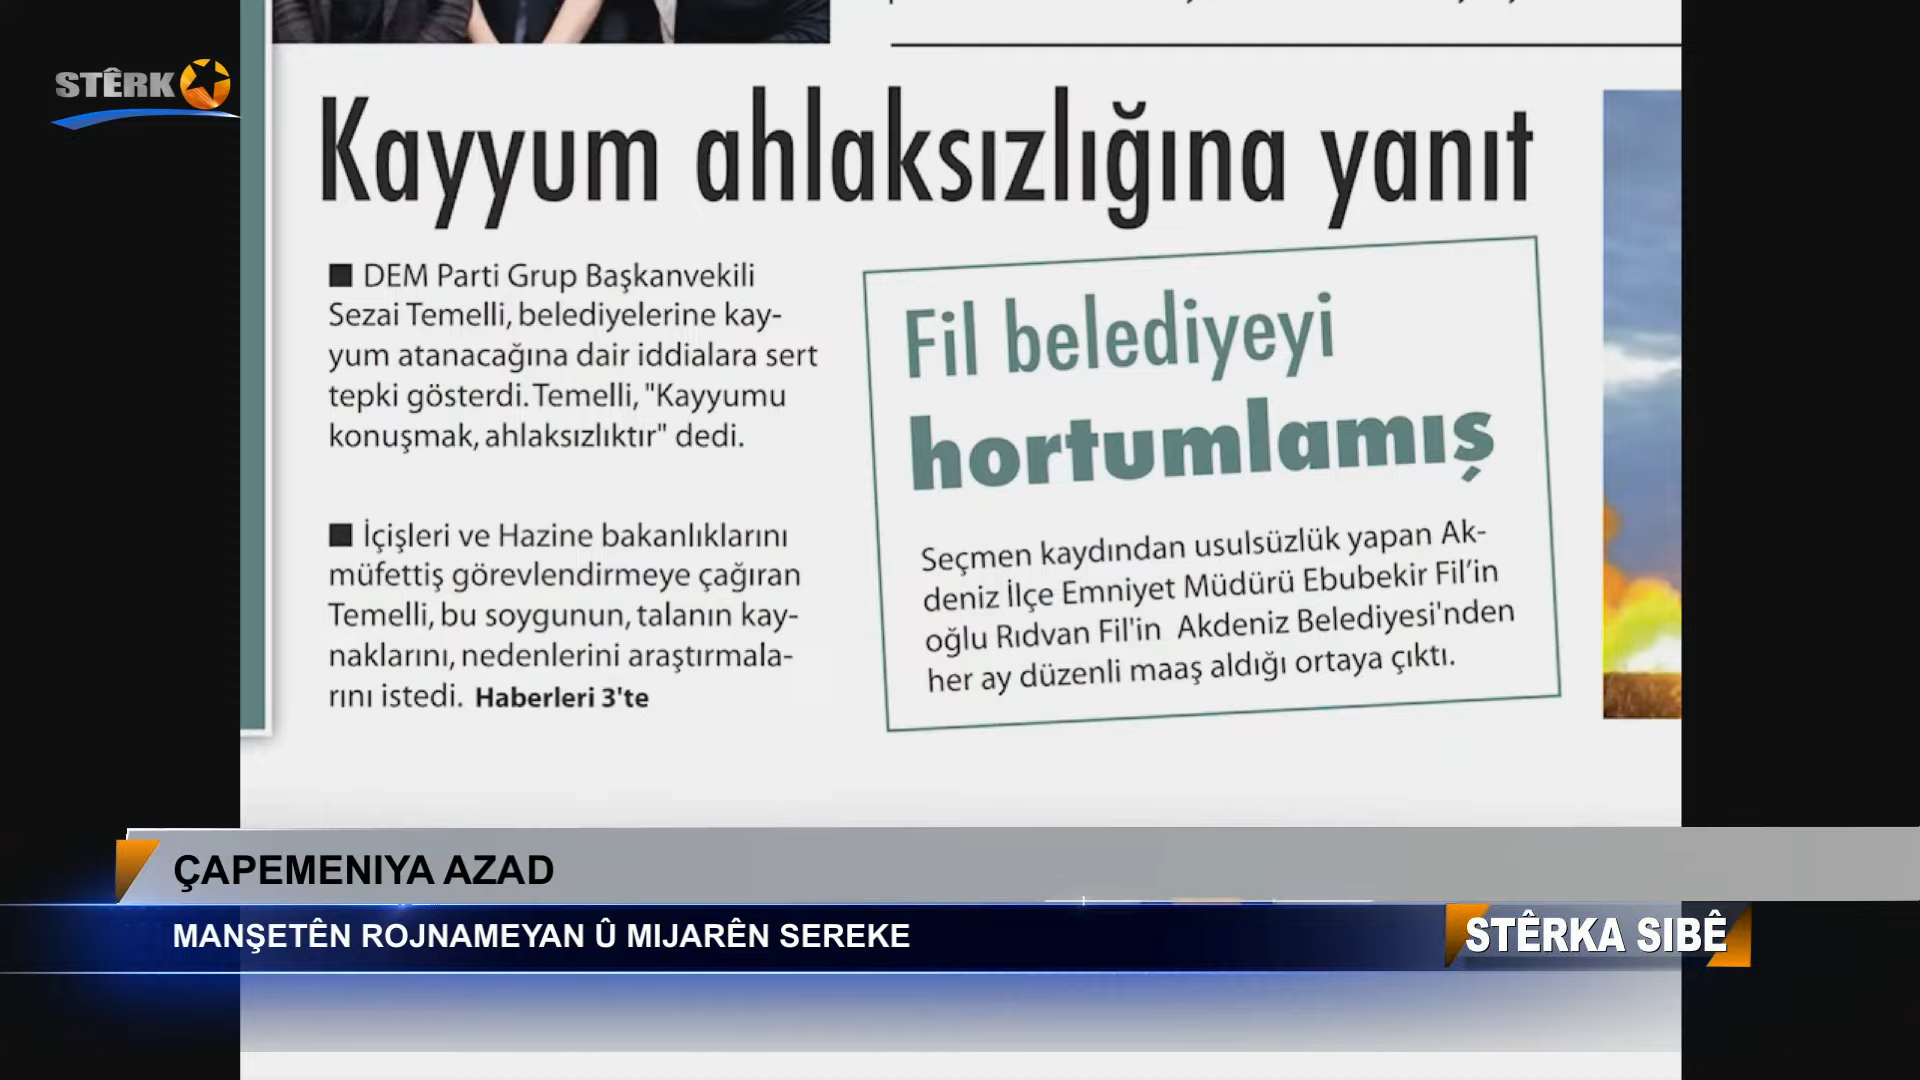 STÊRK
Kayyum ahlaksızlığına yanıt
■ DEM Parti Grup Başkanvekili
Sezai Temelli, belediyelerine kay-
yum atanacağına dair iddialara sert
tepki gösterdi. Temelli, "Kayyumu
konuşmak, ahlaksızlıktır" dedi.
■ İçişleri ve Hazine bakanlıklarını
müfettiş görevlendirmeye çağıran
Temelli, bu soygunun, talanın kay-
naklarını, nedenlerini araştırmala-
rını istedi. Haberleri 3'te
Fil belediyeyi
hortumlamış
Seçmen kaydından usulsüzlük yapan Ak-
deniz İlçe Emniyet Müdürü Ebubekir Fil’in
oğlu Rıdvan Fil'in Akdeniz Belediyesi'nden
her ay düzenli maaş aldığı ortaya çıktı.
ÇAPEMENIYA AZAD
MANŞETÊN ROJNAMEYAN Û MIJARÊN SEREKE
STÊRKA SIBÊ